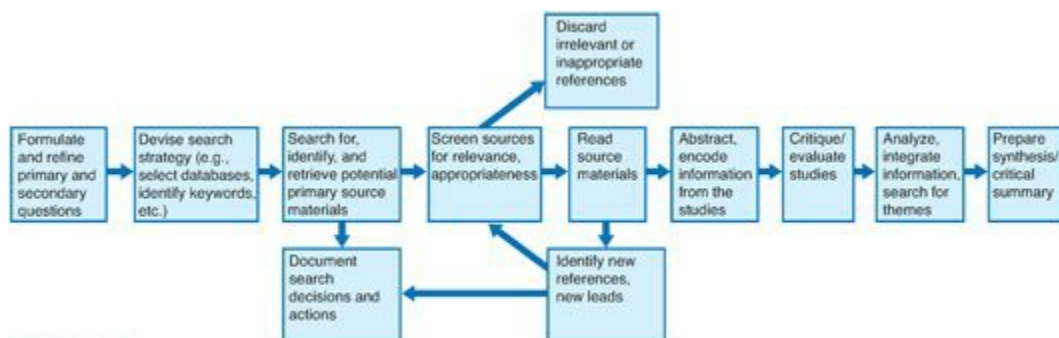 Discard
irrelevant or
inappropriate
references
Formulate
and refine
primary and
secondary
questions
Devise search
strategy (e.g.,
select databases,
identify keywords,
etc.)
Search for,
identify, and
retrieve potential
primary source
materials
Screen sources
for relevance,
appropriateness
Read
source
materials
Abstract,
encode
information
from the
studies
Critique/
evaluate
studies
Analyze,
integrate
information,
search for
themes
Prepare
synthesis/
critical
summary
Document
search
decisions and
actions
Identify new
references,
new leads